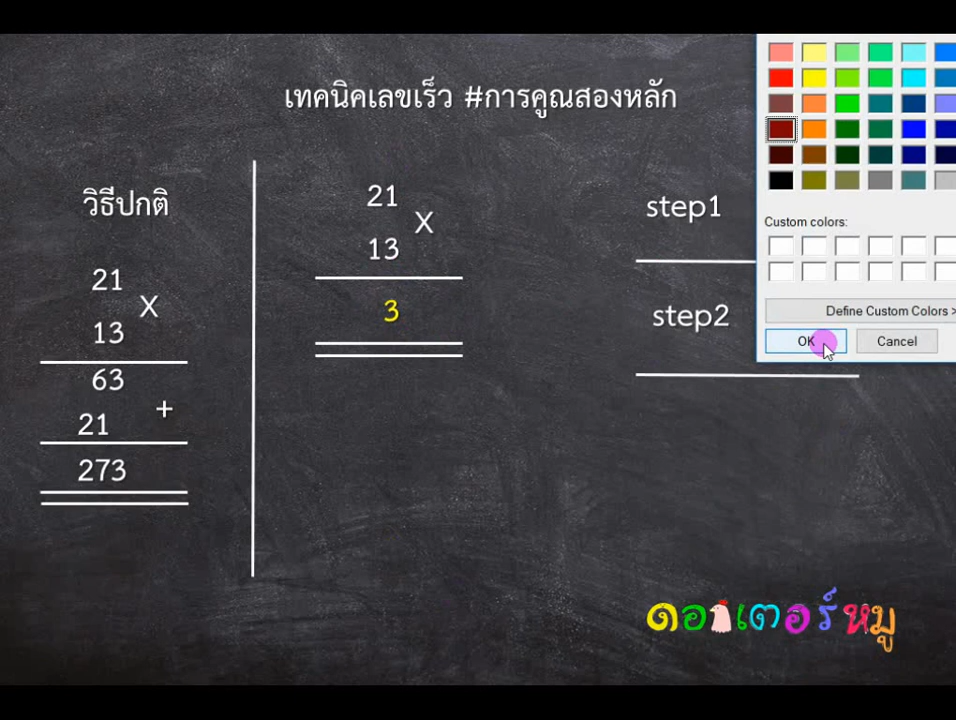 เทคนิคเลขเร็ว #การคูณสองหลัก
วิธีปกติ
21
X
13
63
+
21
273
21
X
13
3
step1
step2
Custom colors:
Define Custom Colors >
OK
Cancel
ดอกเตอร์หมู